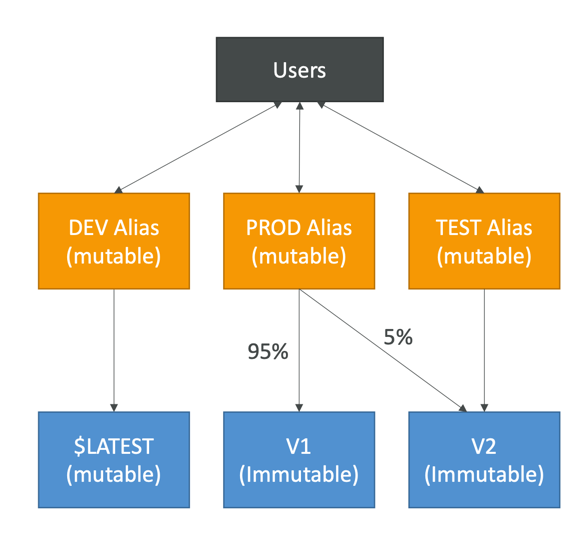 Users
DEV Alias
(mutable)
PROD Alias
(mutable)
TEST Alias
(mutable)
95%
5%
$LATEST
(mutable)
V1
(Immutable)
V2
(Immutable)